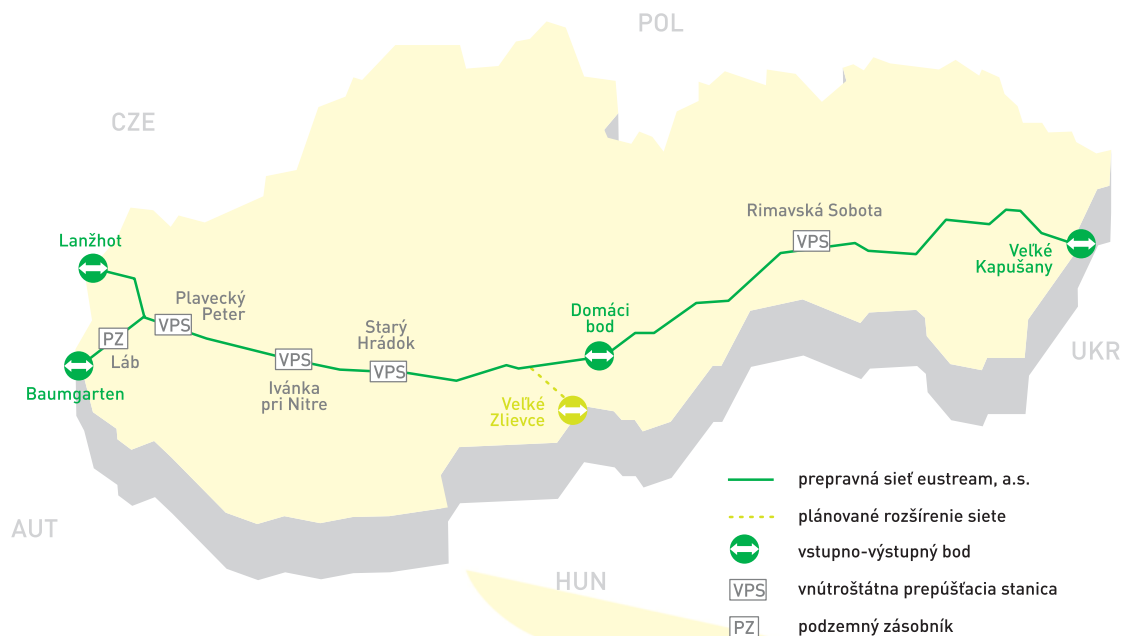 POL
CZE
Rimavská Sobota
VPS
Lanžhot
Veľké
Kapušany
Plavecký
Peter
VPS
Domáci
bod
Starý
Hrádok
VPS
PZ
Láb
VPS
Ivánka
pri Nitre
UKR
Baumgarten
Veľké
Zlievce
prepravná sieť eustream, a.s.
plánované rozšírenie siete
AUT
vstupno-výstupný bod
HUN
VPS vnútroštátna prepúšťacia stanica
PZ podzemný zásobník